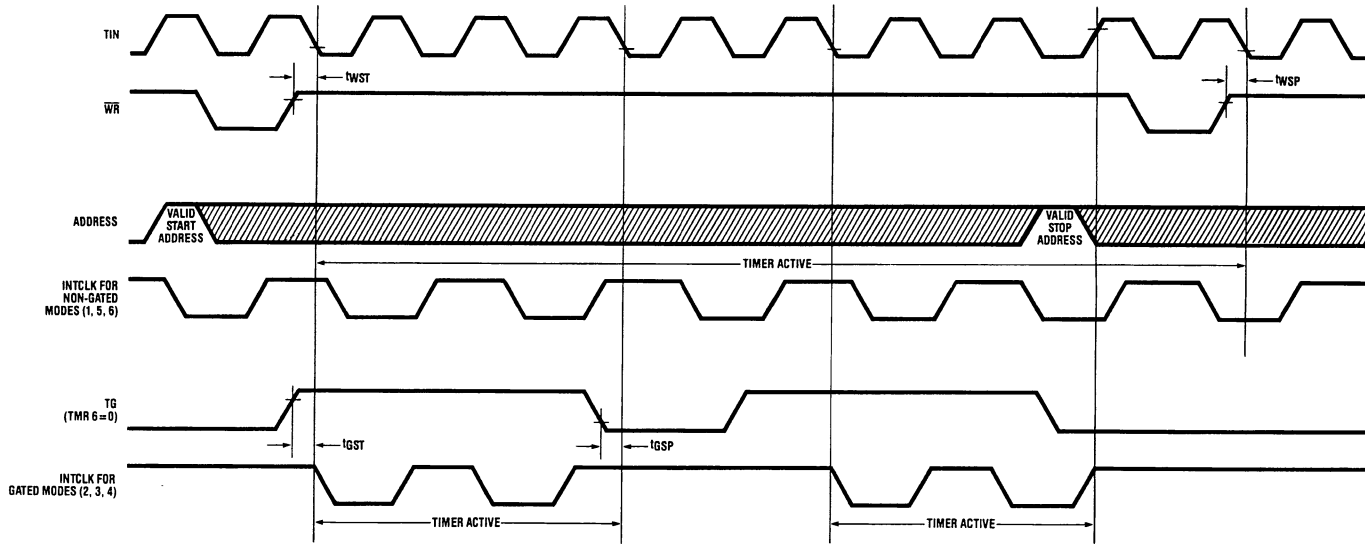 TIN
tWST
tWSP
WR
ADDRESS
VALID
START
ADDRESS
VALID
STOP
ADDRESS
TIMER ACTIVE
INTCLK FOR
NON-GATED
MODES (1, 5, 6)
TG
(TMR 6=0)
tGST
tGSP
INTCLK FOR
GATED MODES (2, 3, 4)
TIMER ACTIVE
TIMER ACTIVE